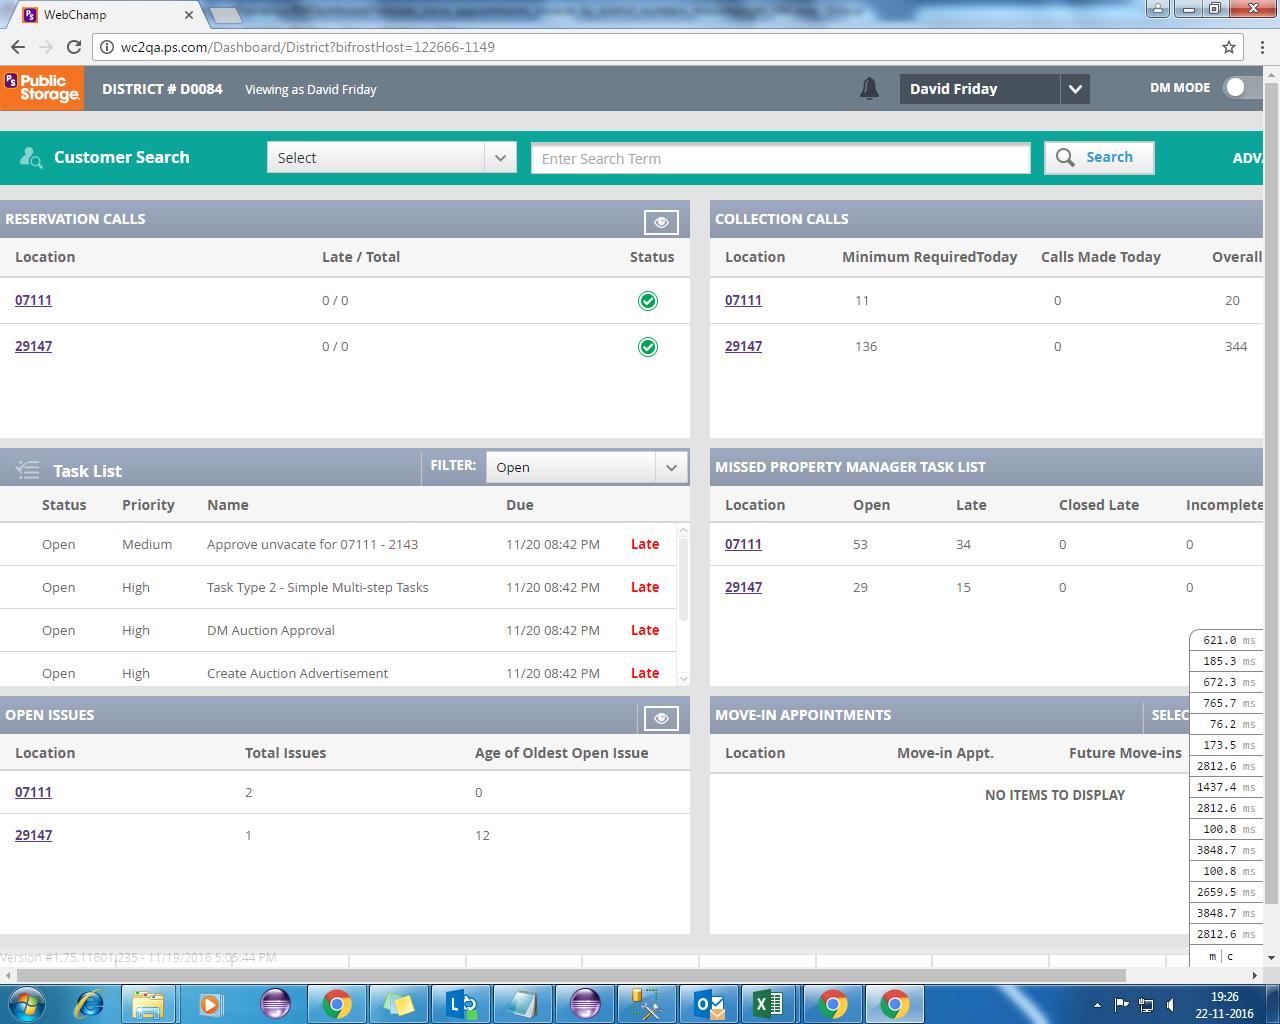 WebChamp
wc2qa.ps.com/Dashboard/District?bifrostHost=122666-1149
PS Public Storage.
DISTRICT # D0084
Viewing as David Friday
David Friday
DM MODE
Customer Search
Select
Enter Search Term
Search
ADVA
RESERVATION CALLS
Location Late / Total Status
07111 0 / 0
29147 0 / 0
COLLECTION CALLS
Location Minimum RequiredToday Calls Made Today Overall
07111 11 0 20
29147 136 0 344
Task List
FILTER: Open
Status Priority Name Due
Open Medium Approve unvacate for 07111 - 2143 11/20 08:42 PM Late
Open High Task Type 2 - Simple Multi-step Tasks 11/20 08:42 PM Late
Open High DM Auction Approval 11/20 08:42 PM Late
Open High Create Auction Advertisement 11/20 08:42 PM Late
MISSED PROPERTY MANAGER TASK LIST
Location Open Late Closed Late Incomplete
07111 53 34 0 0
29147 29 15 0 0
OPEN ISSUES
Location Total Issues Age of Oldest Open Issue
07111 2 0
29147 1 12
MOVE-IN APPOINTMENTS
SELEC
Location Move-in Appt. Future Move-ins
NO ITEMS TO DISPLAY
621.0 ms
185.3 ms
672.3 ms
765.7 ms
76.2 ms
173.5 ms
2812.6 ms
1437.4 ms
2812.6 ms
100.8 ms
3848.7 ms
100.8 ms
2659.5 ms
3848.7 ms
2812.6 ms
m | c
Version #1.75.11601.235 - 11/19/2016 5:05:44 PM
19:26
22-11-2016